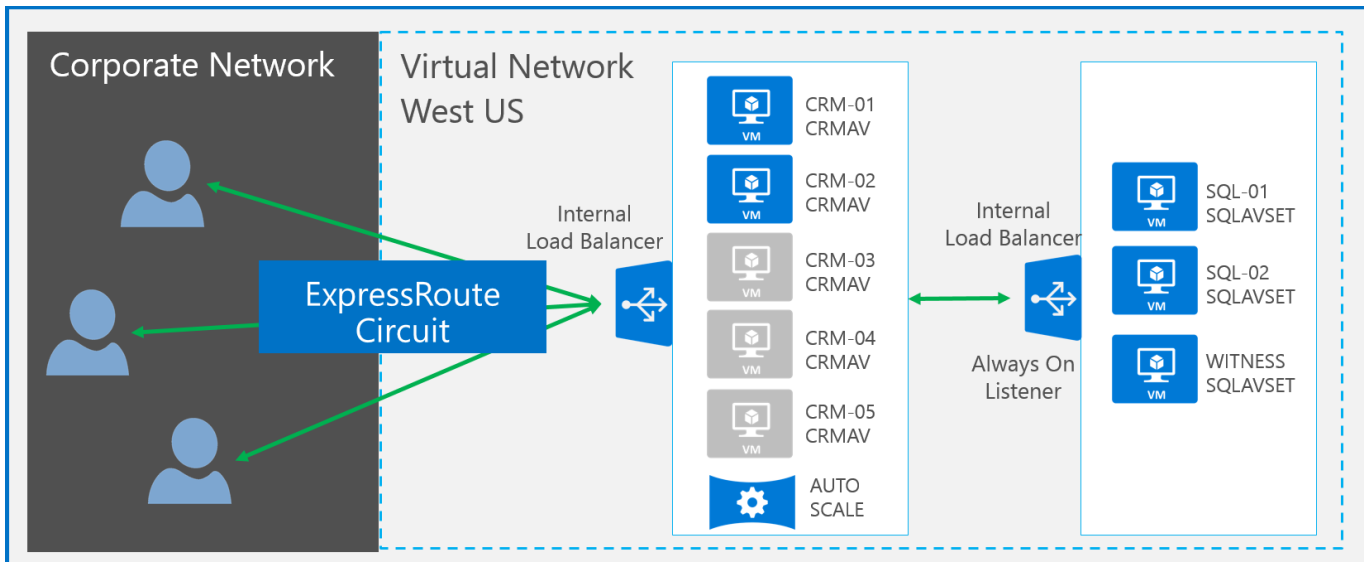 Corporate Network
Virtual Network
West US
ExpressRoute
Circuit
Internal
Load Balancer
VM
CRM-01
CRMAV
VM
CRM-02
CRMAV
VM
CRM-03
CRMAV
VM
CRM-04
CRMAV
VM
CRM-05
CRMAV
AUTO
SCALE
Internal
Load Balancer
Always On
Listener
VM
SQL-01
SQLAVSET
VM
SQL-02
SQLAVSET
VM
WITNESS
SQLAVSET